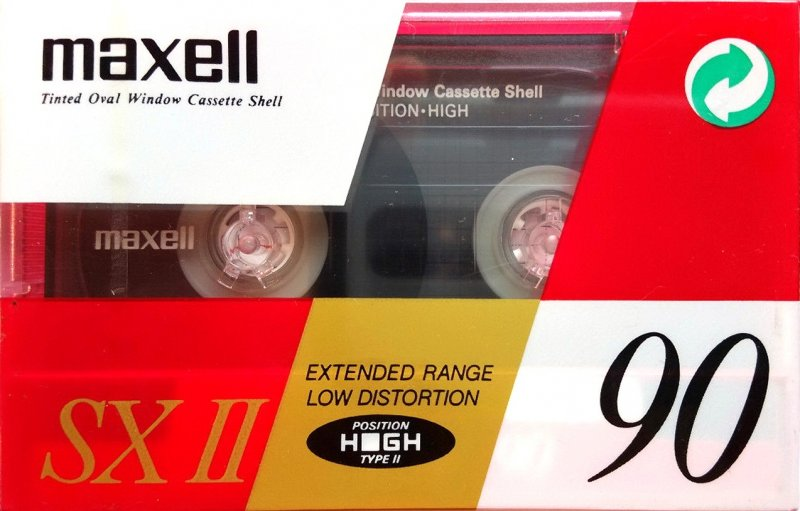 maxell
Tinted Oval Window Cassette Shell
indow Cassette Shell
ITION·HIGH
maxell
SX II
EXTENDED RANGE
LOW DISTORTION
POSITION
HIGH
TYPE II
90